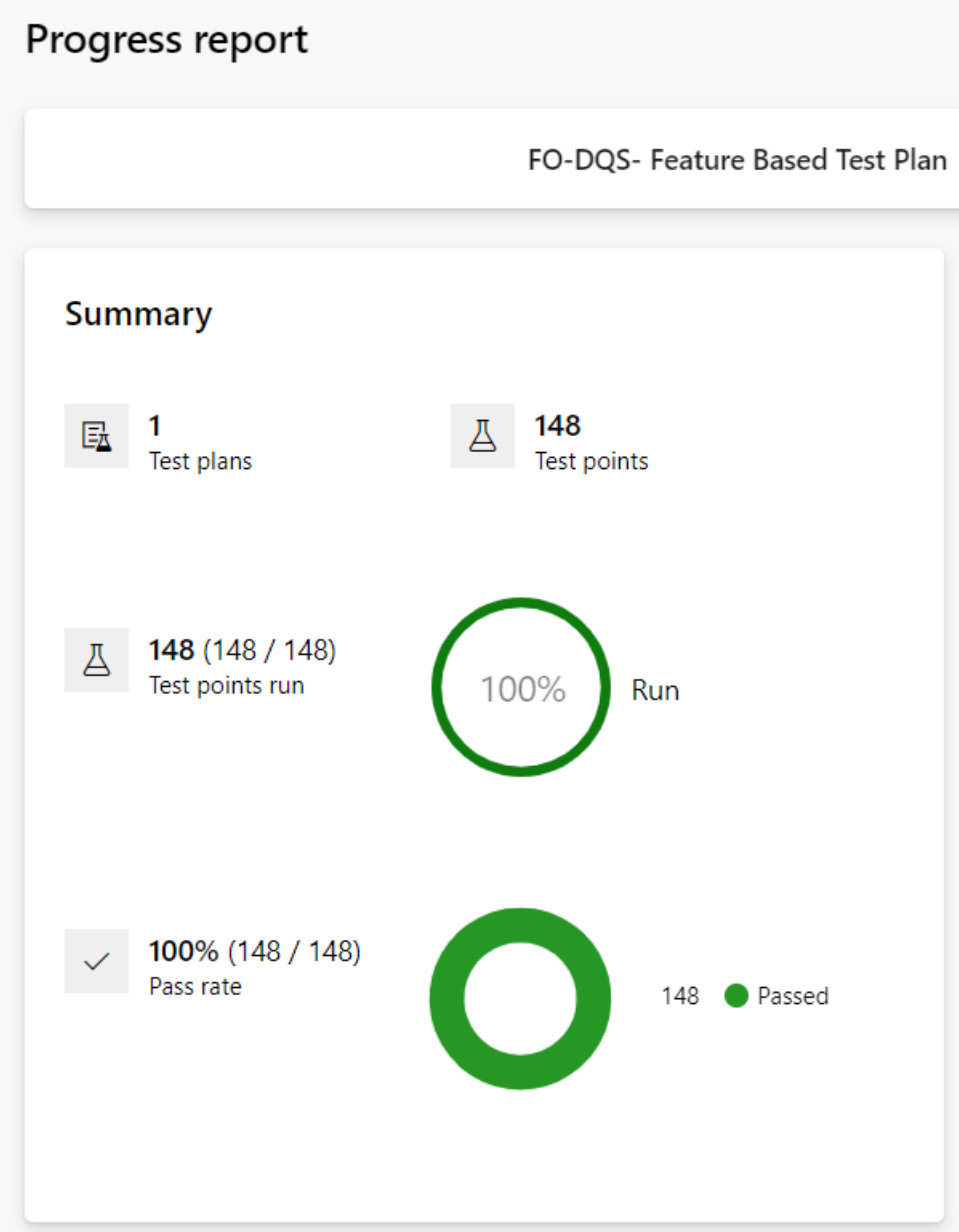 Progress report
FO-DQS- Feature Based Test Plan
Summary
1
Test plans
148
Test points
148 (148 / 148)
Test points run
100%
Run
100% (148 / 148)
Pass rate
148 Passed